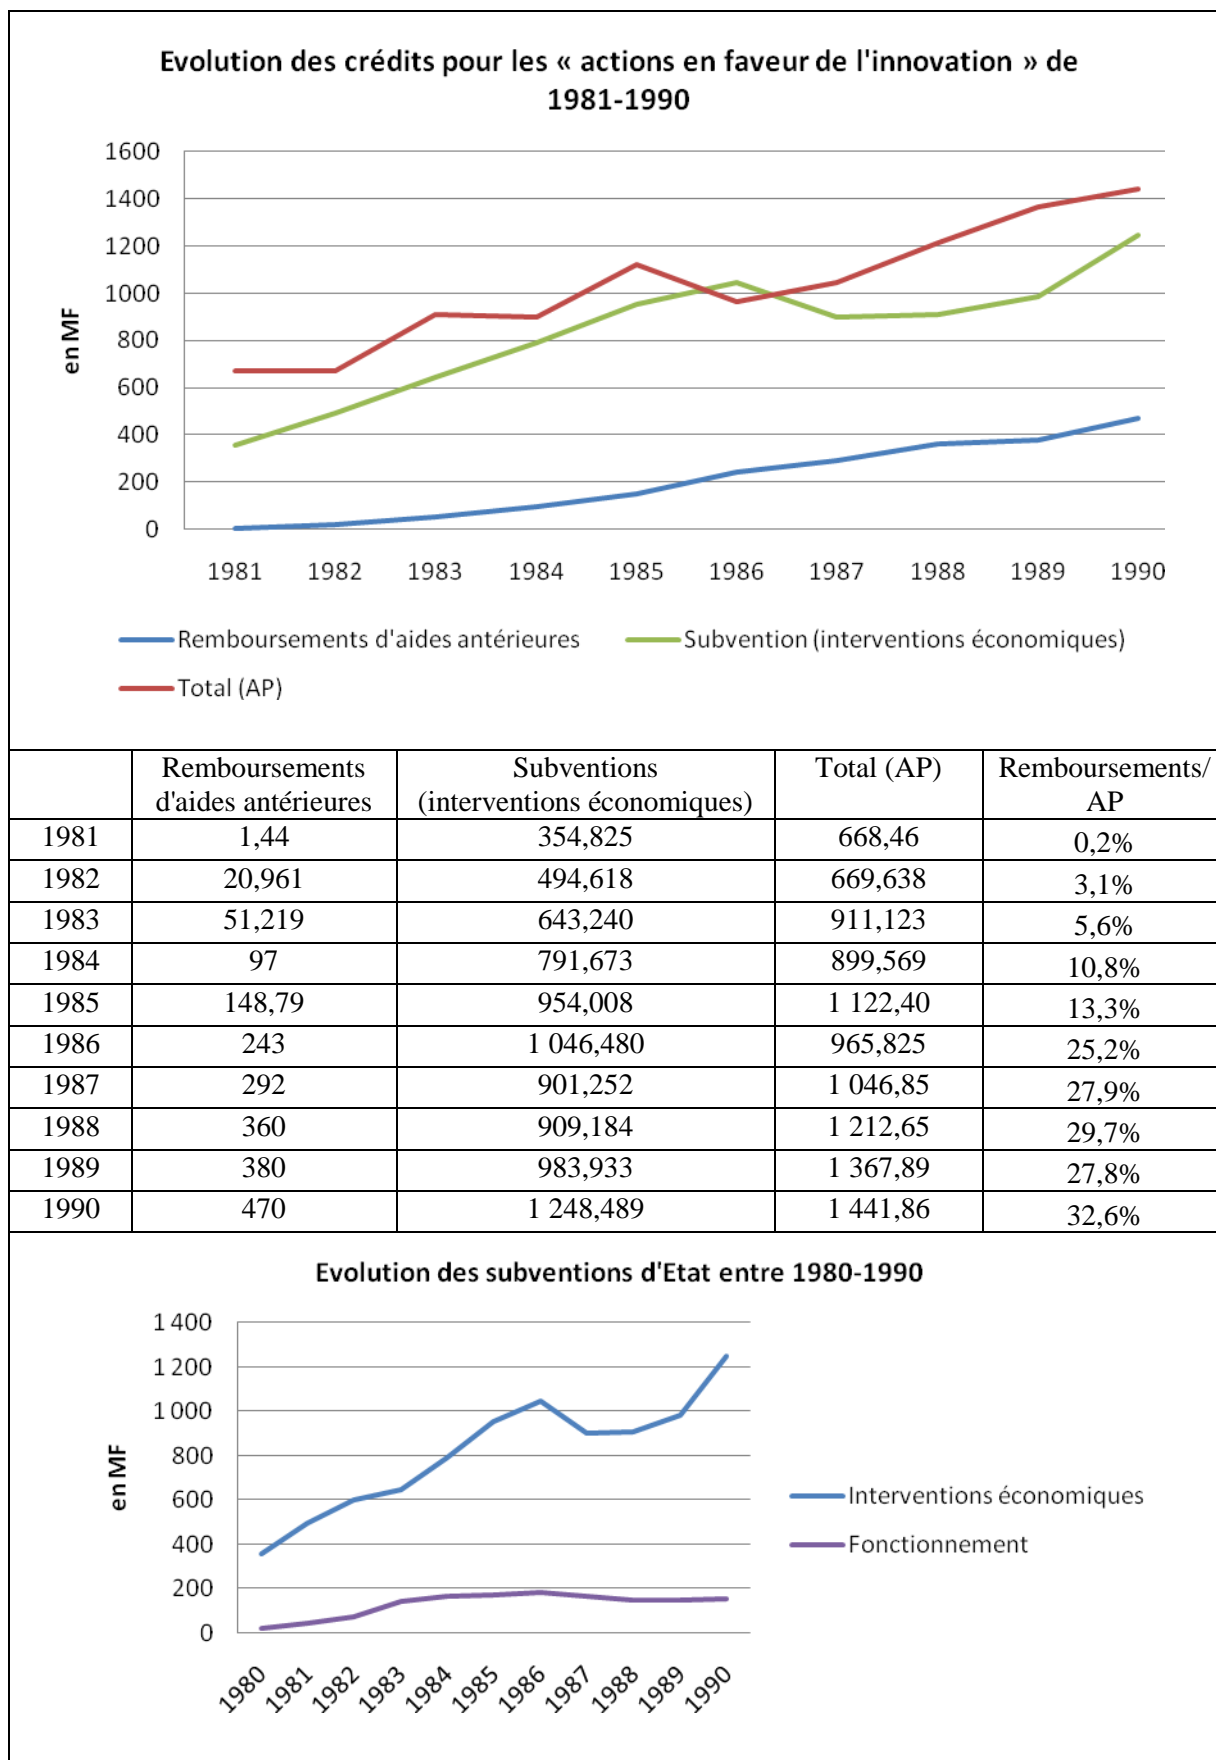 Evolution des crédits pour les « actions en faveur de l'innovation » de
1981-1990
1600
1400
1200
1000
800
600
400
200
0
en MF
1981 1982 1983 1984 1985 1986 1987 1988 1989 1990
Remboursements d'aides antérieures Subvention (interventions économiques)
Total (AP)
Remboursements d'aides antérieures Subventions (interventions économiques) Total (AP) Remboursements/ AP
1981 1,44 354,825 668,46 0,2%
1982 20,961 494,618 669,638 3,1%
1983 51,219 643,240 911,123 5,6%
1984 97 791,673 899,569 10,8%
1985 148,79 954,008 1 122,40 13,3%
1986 243 1 046,480 965,825 25,2%
1987 292 901,252 1 046,85 27,9%
1988 360 909,184 1 212,65 29,7%
1989 380 983,933 1 367,89 27,8%
1990 470 1 248,489 1 441,86 32,6%
Evolution des subventions d'Etat entre 1980-1990
1 400
1 200
1 000
800
600
400
200
0
en MF
1980 1981 1982 1983 1984 1985 1986 1987 1988 1989 1990
Interventions économiques
Fonctionnement